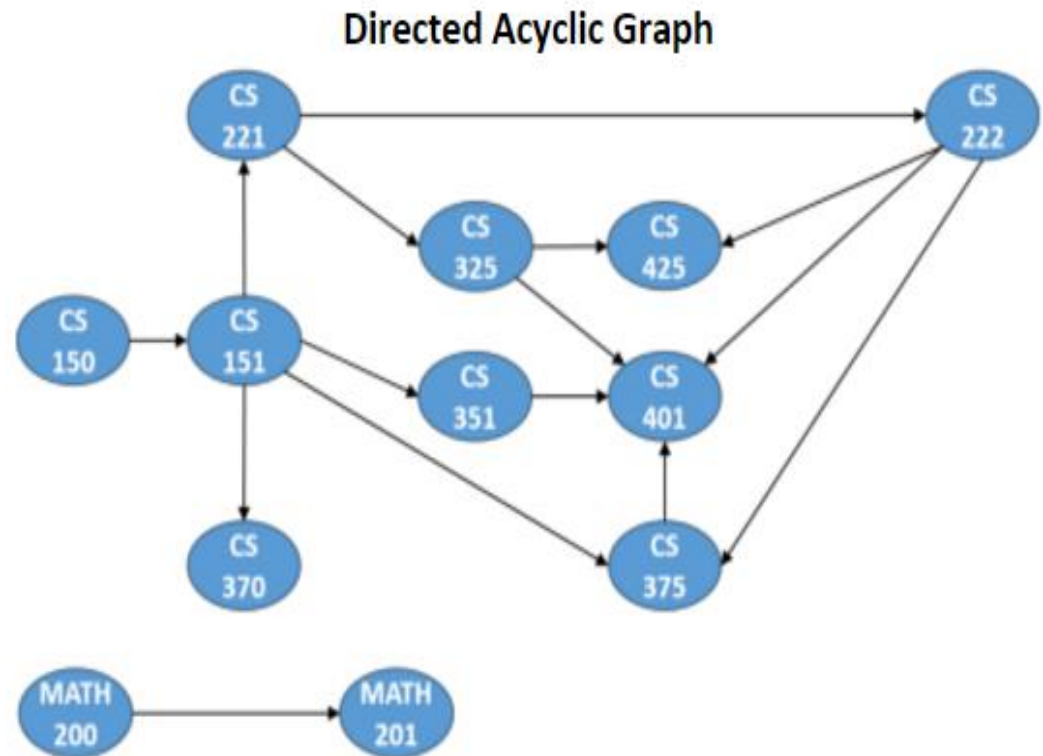 Directed Acyclic Graph
CS
221
CS
222
CS
325
CS
425
CS
150
CS
151
CS
351
CS
401
CS
370
CS
375
MATH
200
MATH
201